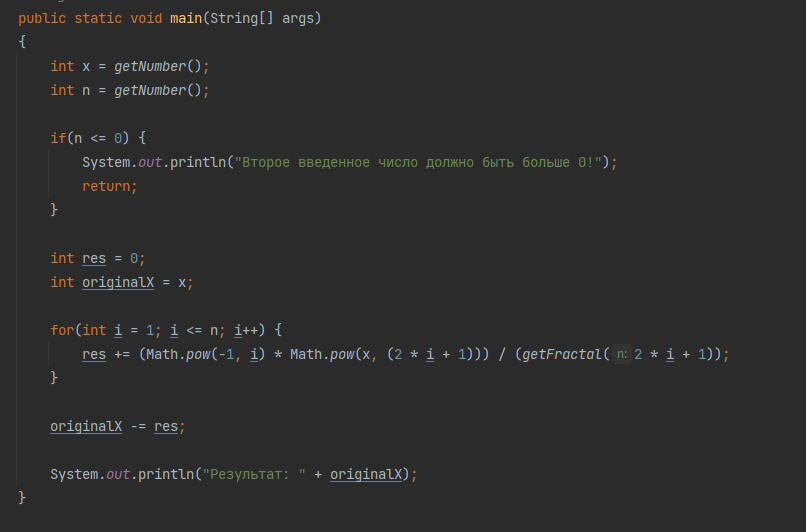 public static void main(String[] args)
{
int x = getNumber();
int n = getNumber();
if(n <= 0) {
System.out.println("Второе введенное число должно быть больше 0!");
return;
}
int res = 0;
int originalX = x;
for(int i = 1; i <= n; i++) {
res += (Math.pow(-1, i) * Math.pow(x, (2 * i + 1))) / (getFractal( n: 2 * i + 1));
}
originalX -= res;
System.out.println("Результат: " + originalX);
}